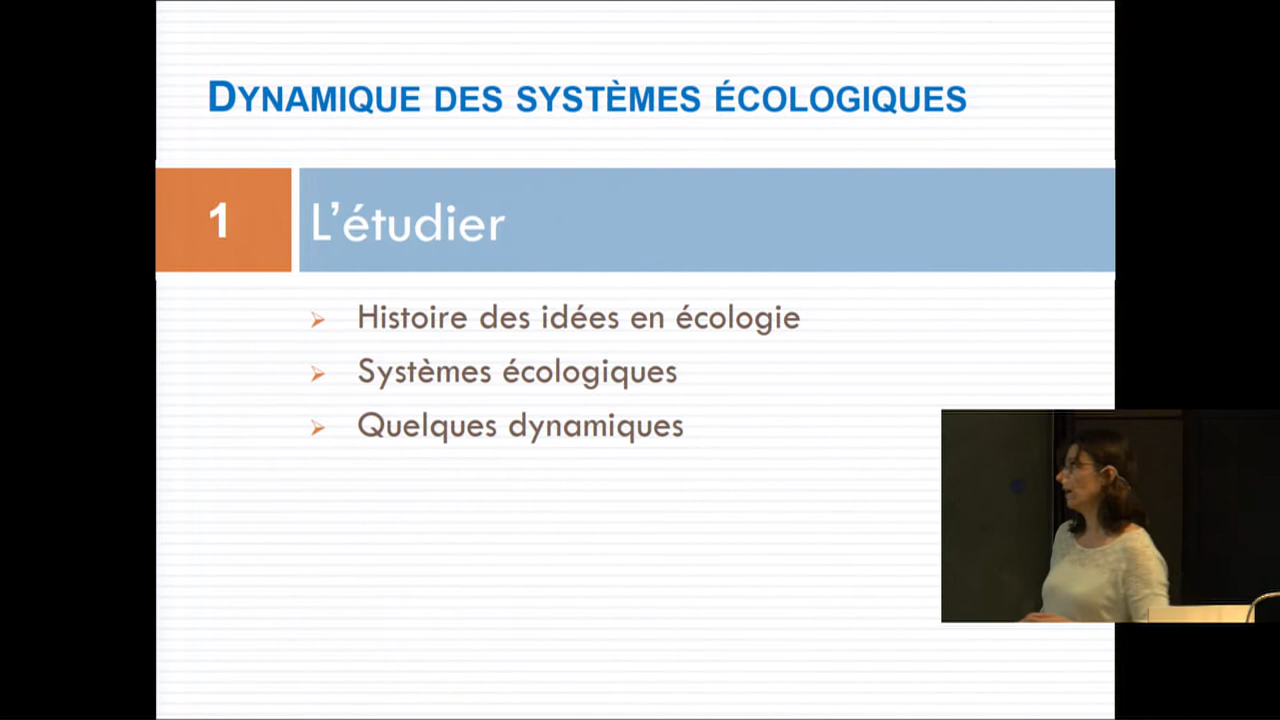 DYNAMIQUE DES SYSTÈMES ÉCOLOGIQUES
1
L’étudier
Histoire des idées en écologie
Systèmes écologiques
Quelques dynamiques